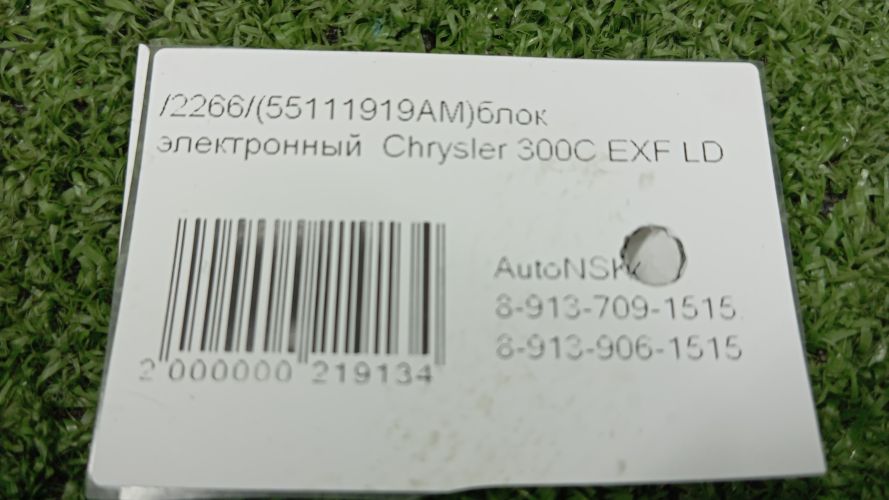 /2266/(55111919AM)блок
электронный Chrysler 300C EXF LD
AutoNSK
8-913-709-1515
8-913-906-1515
2 000000 219134